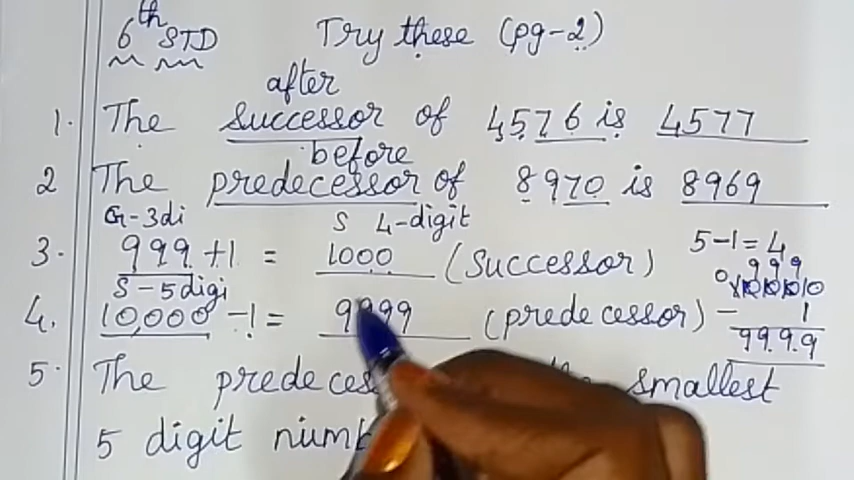 6th STD Try these (pg-2)
after
1. The successor of 4576 is 4577
before
2 The predecessor of 8970 is 8969
G-3di S 4-digit 5-1=4
3. 999 +1 = 1000 (Successor)
S-5digi
4. 10,000 -1 = 9999 (predecessor) - 1
9999
5. The smallest
5 digit